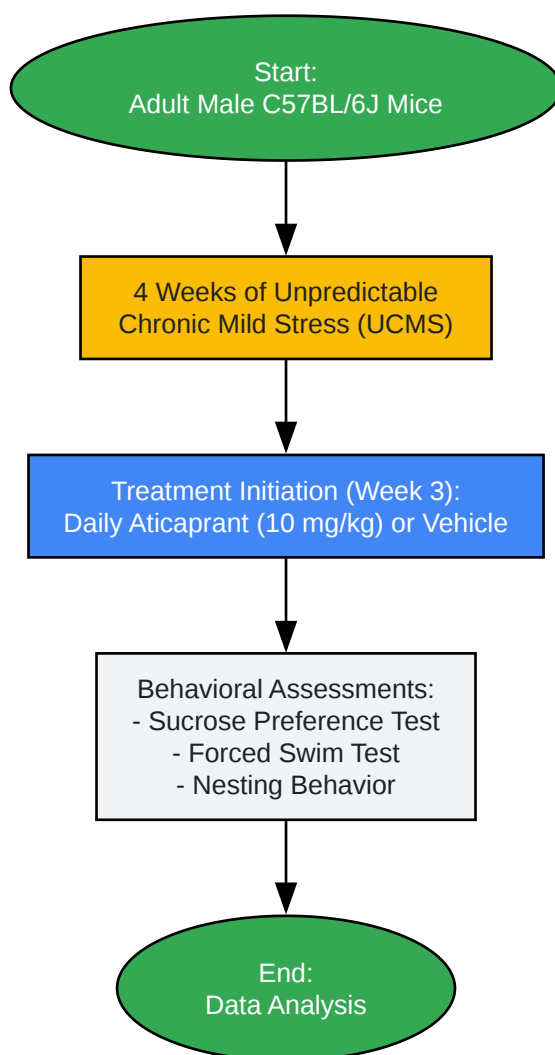 Start:
Adult Male C57BL/6J Mice
4 Weeks of Unpredictable
Chronic Mild Stress (UCMS)
Treatment Initiation (Week 3):
Daily Aticaprant (10 mg/kg) or Vehicle
Behavioral Assessments:
- Sucrose Preference Test
- Forced Swim Test
- Nesting Behavior
End:
Data Analysis